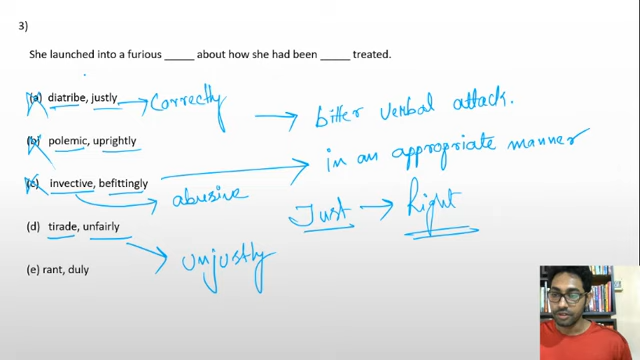 3)
She launched into a furious _____ about how she had been _____ treated.
(a) diatribe, justly → Correctly → bitter verbal attack.
(b) polemic, uprightly
in an appropriate manner
(c) invective, befittingly
abusive
Just → Right
(d) tirade, unfairly
unjustly
(e) rant, duly